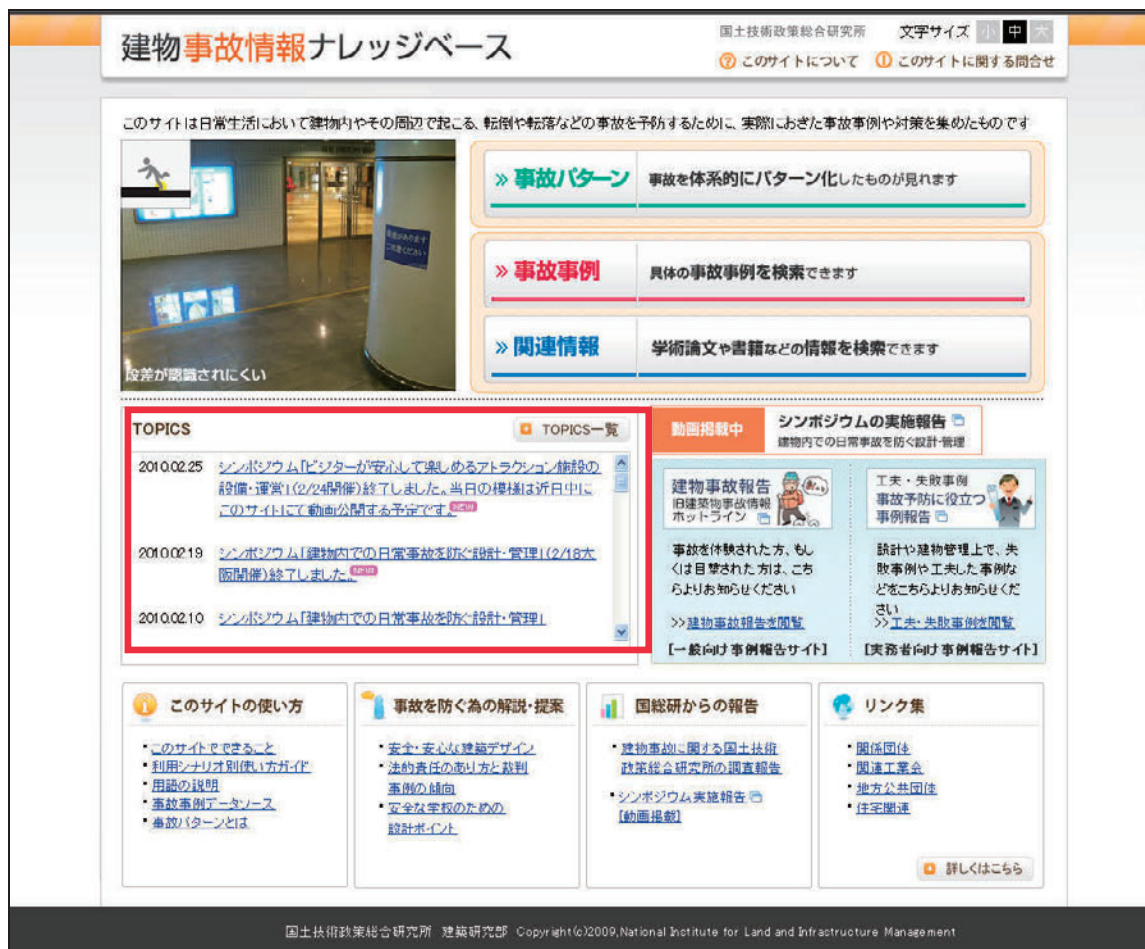 建物事故情報ナレッジベース
国土技術政策総合研究所 文字サイズ 小 中 大
このサイトについて このサイトに関する問合せ
このサイトは日常生活において建物内やその周辺で起こる、転倒や転落などの事故を予防するために、実際におきた事故事例や対策を集めたものです
段差があります
ご注意ください
段差が認識されにくい
» 事故パターン 事故を体系的にパターン化したものが見れます
» 事故事例 具体の事故事例を検索できます
» 関連情報 学術論文や書籍などの情報を検索できます
TOPICS TOPICS一覧
2010.02.25 シンポジウム「ビジターが安心して楽しめるアトラクション施設の
設備・運営」(2/24開催)終了しました。当日の模様は近日中に
このサイトにて動画公開する予定です。NEW
2010.02.19 シンポジウム「建物内での日常事故を防ぐ設計・管理」(2/18大
阪開催)終了しました。NEW
2010.02.10 シンポジウム「建物内での日常事故を防ぐ設計・管理」
動画掲載中 シンポジウムの実施報告
建物内での日常事故を防ぐ設計・管理
建物事故報告
旧建築物事故情報
ホットライン
事故を体験された方、もし
くは目撃された方は、こち
らよりお知らせください
>>建物事故報告を閲覧
[一般向け事例報告サイト]
工夫・失敗事例
事故予防に役立つ
事例報告
設計や建物管理上で、失
敗事例や工夫した事例な
どをこちらよりお知らせくだ
さい
>>工夫・失敗事例を閲覧
[実務者向け事例報告サイト]
このサイトの使い方
・このサイトでできること
・利用シナリオ別使い方ガイド
・用語の説明
・事故事例データソース
・事故パターンとは
事故を防ぐ為の解説・提案
・安全・安心な建築デザイン
・法的責任のあり方と裁判
事例の傾向
・安全な学校のための
設計ポイント
国総研からの報告
・建物事故に関する国土技術
政策総合研究所の調査報告
・シンポジウム実施報告
[動画掲載]
リンク集
・関係団体
・関連工業会
・地方公共団体
・住宅関連
詳しくはこちら
国土技術政策総合研究所 建築研究部 Copyright(c)2009,National Institute for Land and Infrastructure Management